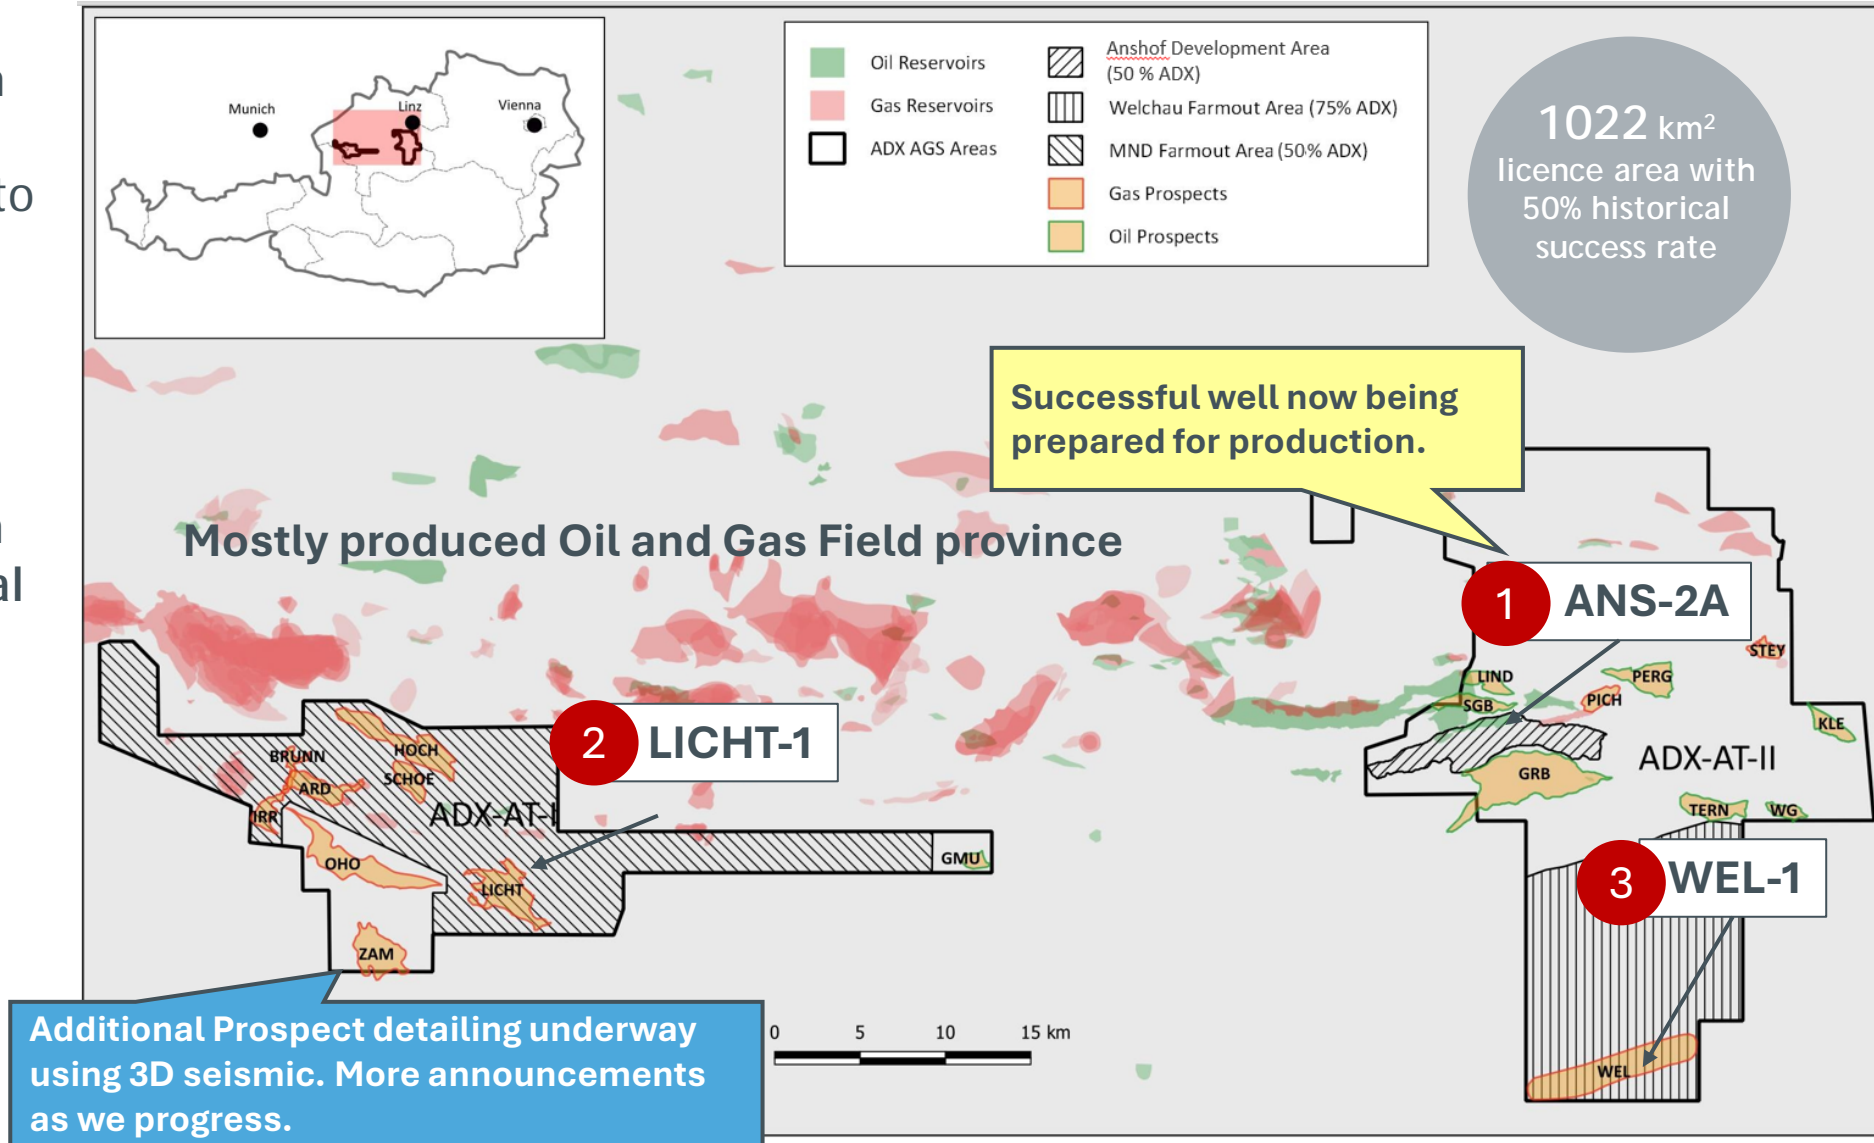 to
al
Munich
Linz
Vienna
Oil Reservoirs
Gas Reservoirs
ADX AGS Areas
Anshof Development Area
(50 % ADX)
Welchau Farmout Area (75% ADX)
MND Farmout Area (50% ADX)
Gas Prospects
Oil Prospects
1022 km²
licence area with
50% historical
success rate
Successful well now being
prepared for production.
Mostly produced Oil and Gas Field province
1 ANS-2A
STEY
LIND
PERG
SGB
PICH
KLE
ADX-AT-II
GRB
TERN
WG
2 LICHT-1
HOCH
BRUNN
SCHOE
ARD
IRR
ADX-AT-I
OHO
LICHT
GMU
ZAM
3 WEL-1
WEL
Additional Prospect detailing underway
using 3D seismic. More announcements
as we progress.
0 5 10 15 km